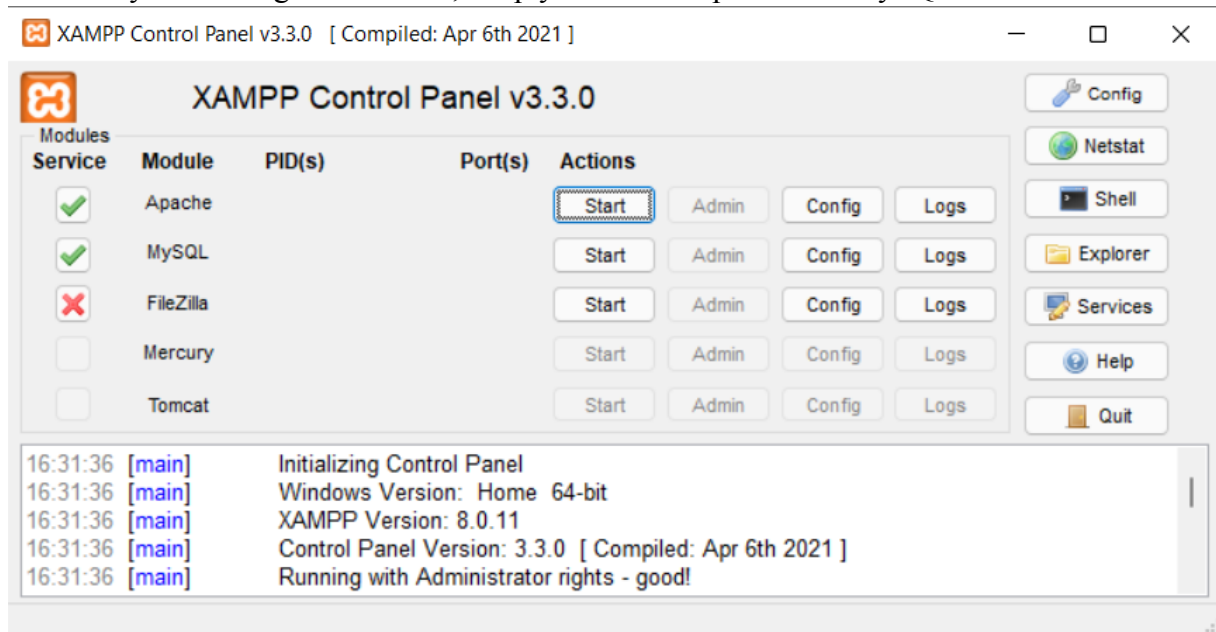 XAMPP Control Panel v3.3.0 [ Compiled: Apr 6th 2021 ]
XAMPP Control Panel v3.3.0
Config
Modules
Service Module PID(s) Port(s) Actions
Netstat
Apache Start Admin Config Logs
Shell
MySQL Start Admin Config Logs
Explorer
FileZilla Start Admin Config Logs
Services
Mercury Start Admin Config Logs
Help
Tomcat Start Admin Config Logs
Quit
16:31:36 [main] Initializing Control Panel
16:31:36 [main] Windows Version: Home 64-bit
16:31:36 [main] XAMPP Version: 8.0.11
16:31:36 [main] Control Panel Version: 3.3.0 [ Compiled: Apr 6th 2021 ]
16:31:36 [main] Running with Administrator rights - good!